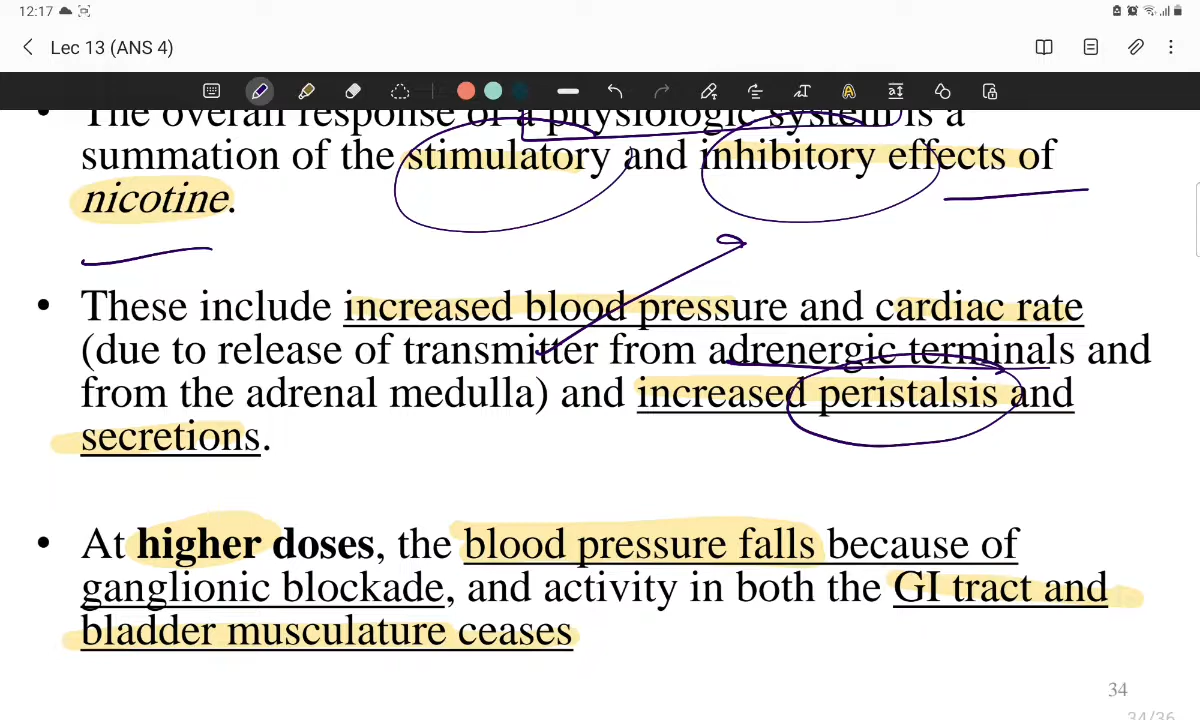 12:17
Lec 13 (ANS 4)
• The overall response of a physiologic system is a
summation of the stimulatory and inhibitory effects of
nicotine.
• These include increased blood pressure and cardiac rate
(due to release of transmitter from adrenergic terminals and
from the adrenal medulla) and increased peristalsis and
secretions.
• At higher doses, the blood pressure falls because of
ganglionic blockade, and activity in both the GI tract and
bladder musculature ceases
34
34/36